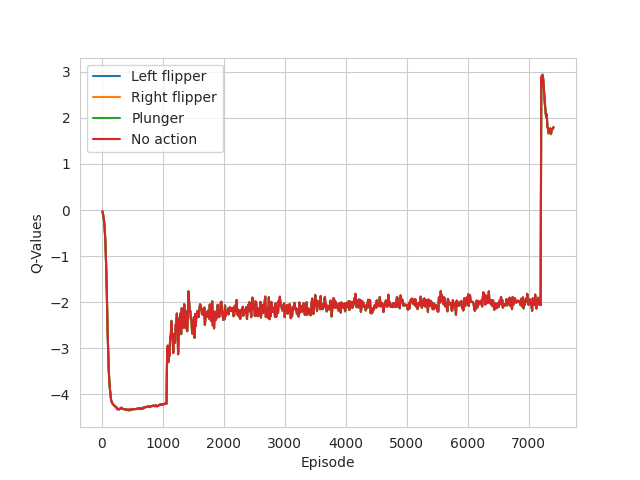 3
2
1
0
−1
−2
−3
−4
Q-Values
Left flipper
Right flipper
Plunger
No action
0 1000 2000 3000 4000 5000 6000 7000
Episode